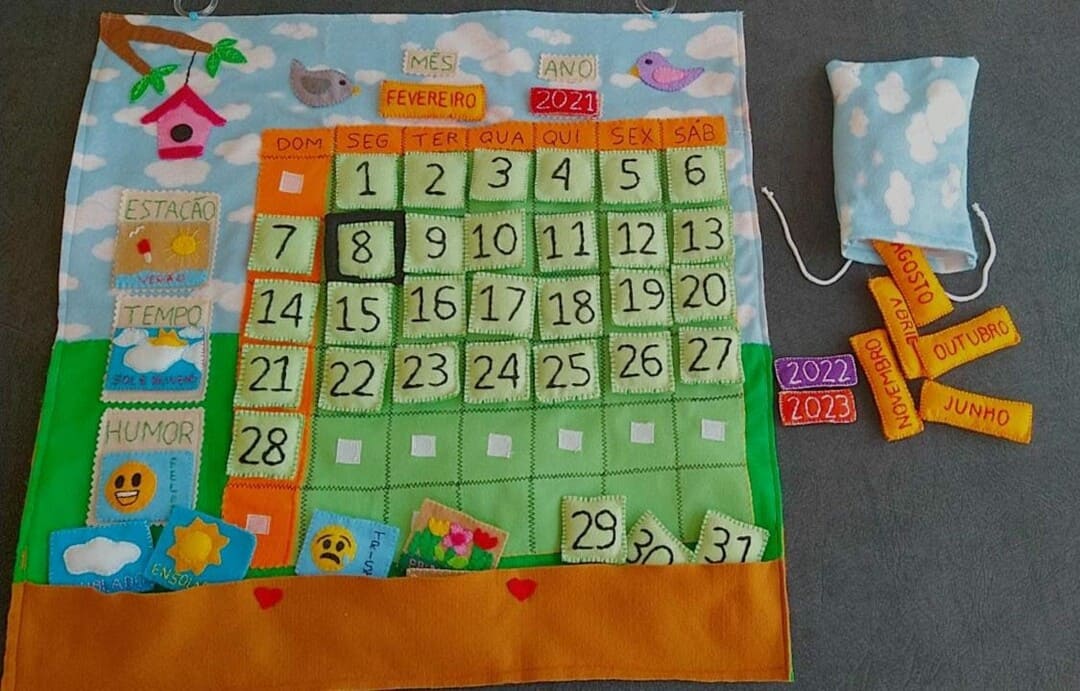 MÊS
ANO
FEVEREIRO
2021
DOM SEG TER QUA QUI SEX SÁB
1 2 3 4 5 6
7 8 9 10 11 12 13
14 15 16 17 18 19 20
21 22 23 24 25 26 27
28
ESTAÇÃO
VERÃO
TEMPO
HUMOR
29 30 31
AGOSTO
ABRIL
OUTUBRO
NOVEMBRO
JUNHO
2022
2023